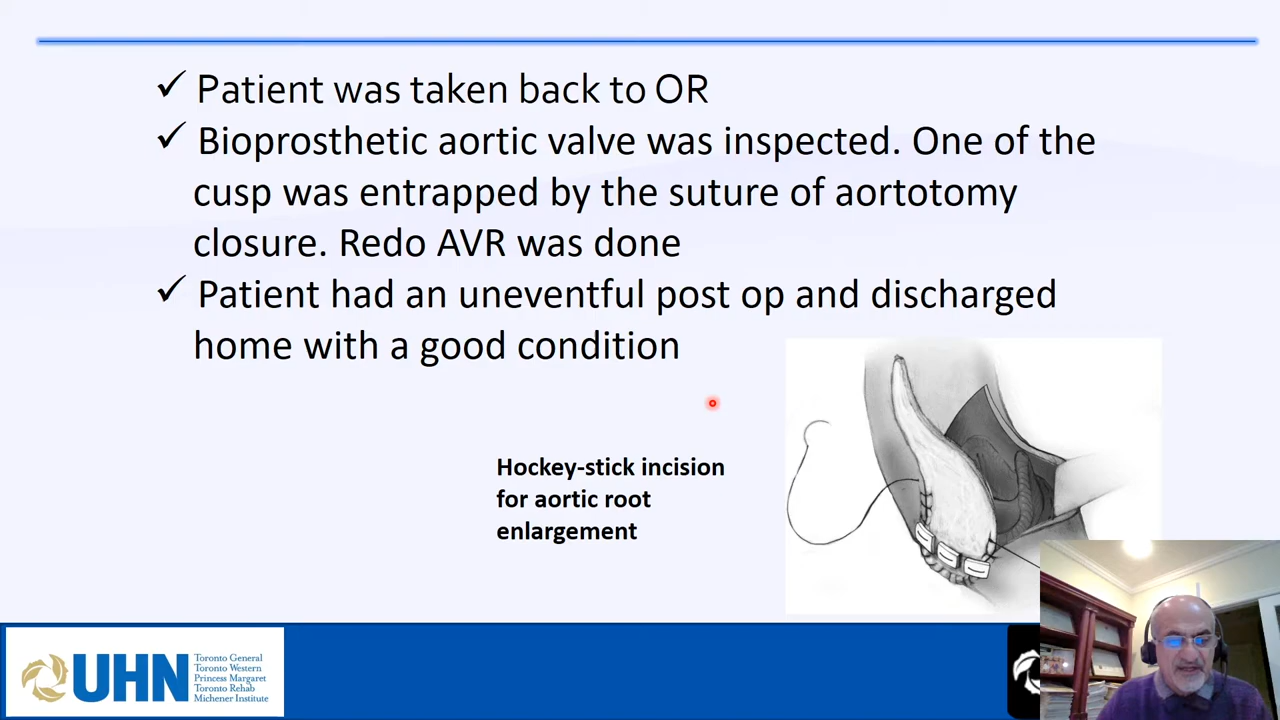 ✓ Patient was taken back to OR
✓ Bioprosthetic aortic valve was inspected. One of the
cusp was entrapped by the suture of aortotomy
closure. Redo AVR was done
✓ Patient had an uneventful post op and discharged
home with a good condition
Hockey-stick incision
for aortic root
enlargement
UHN
Toronto General
Toronto Western
Princess Margaret
Toronto Rehab
Michener Institute